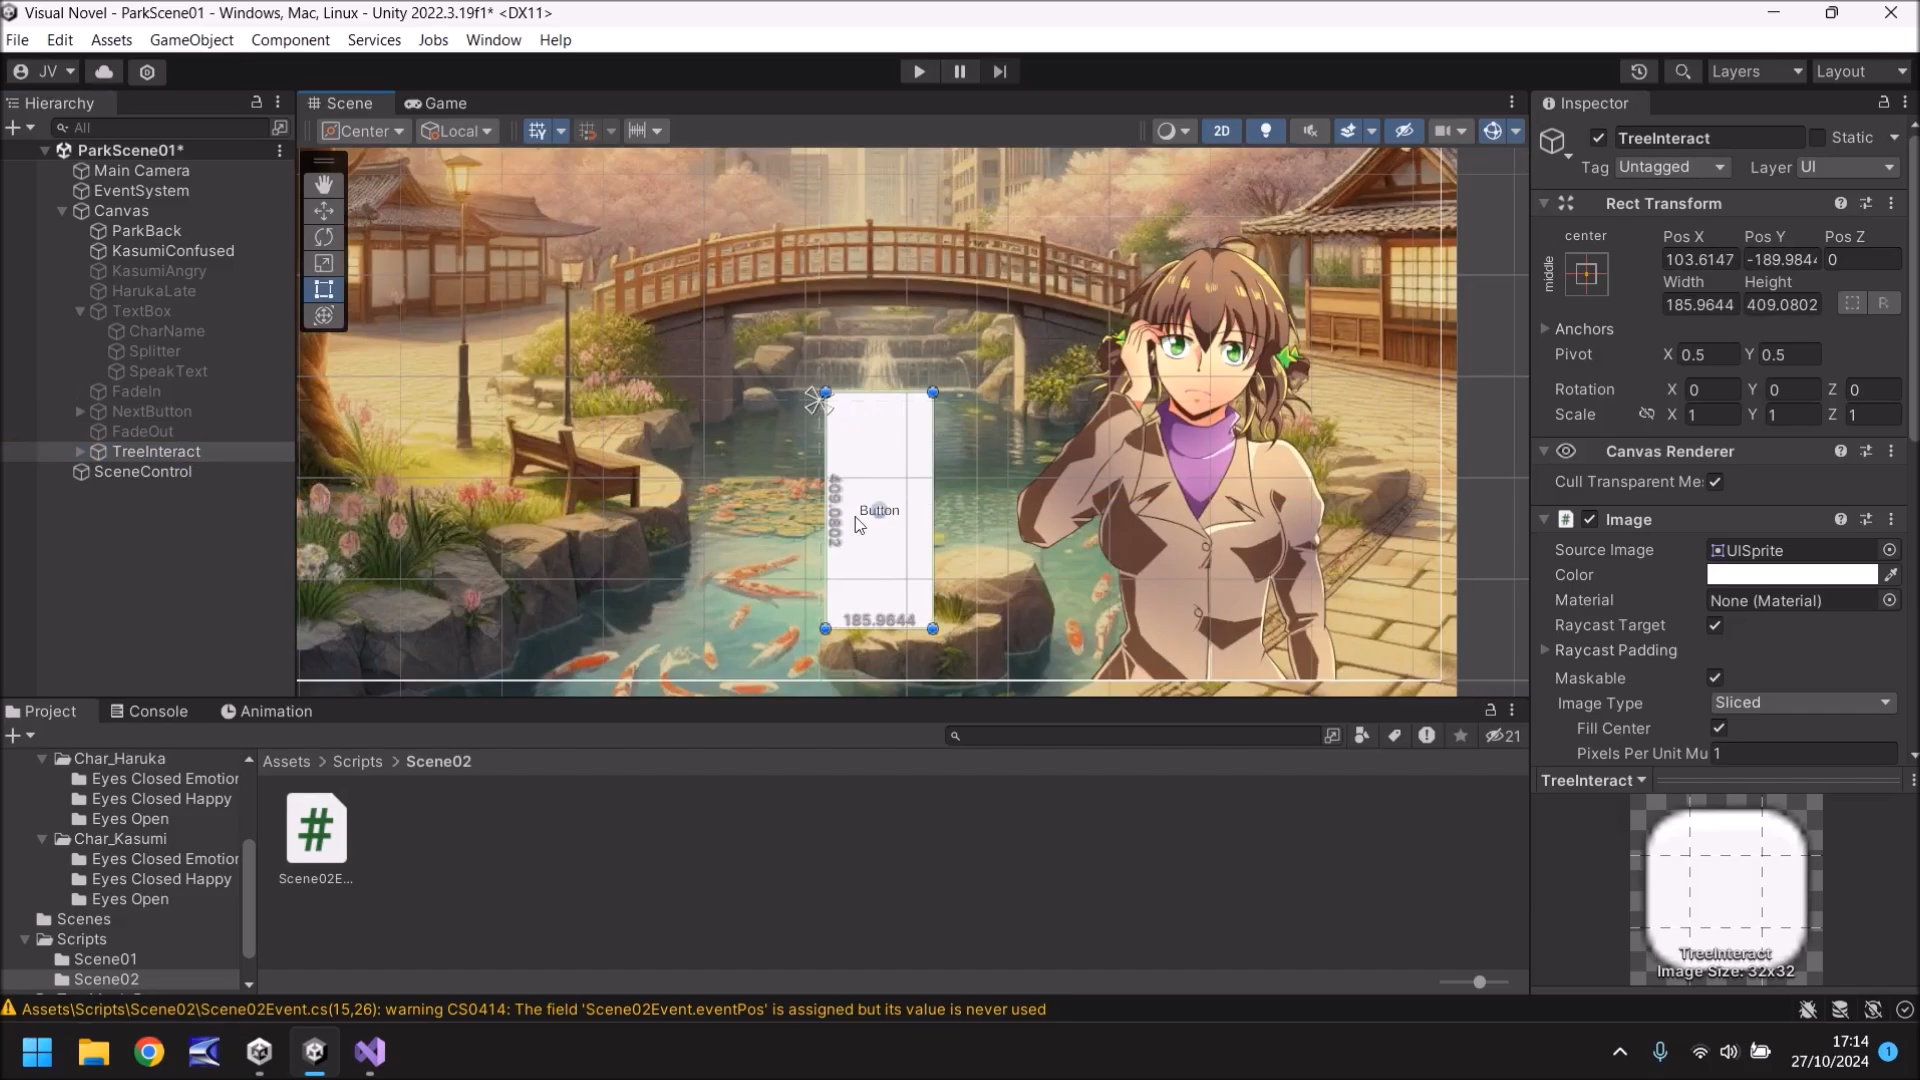 Visual Novel - ParkScene01 - Windows, Mac, Linux - Unity 2022.3.19f1* <DX11>
File Edit Assets GameObject Component Services Jobs Window Help
JV Layers Layout
Hierarchy
All
ParkScene01*
Main Camera
EventSystem
Canvas
ParkBack
KasumiConfused
KasumiAngry
HarukaLate
TextBox
CharName
Splitter
SpeakText
FadeIn
NextButton
FadeOut
TreeInteract
SceneControl
Scene Game
Center Local 2D
409.0802
Button
185.9644
Inspector
TreeInteract Static
Tag Untagged Layer UI
Rect Transform
center
middle
Pos X Pos Y Pos Z
103.6147 -189.984 0
Width Height
185.9644 409.0802 R
Anchors
Pivot X 0.5 Y 0.5
Rotation X 0 Y 0 Z 0
Scale X 1 Y 1 Z 1
Canvas Renderer
Cull Transparent Me:
# Image
Source Image UISprite
Color
Material None (Material)
Raycast Target
Raycast Padding
Maskable
Image Type Sliced
Fill Center
Pixels Per Unit Mu 1
TreeInteract
TreeInteract
Image Size: 32x32
Project Console Animation
21
Char_Haruka
Eyes Closed Emotior
Eyes Closed Happy
Eyes Open
Char_Kasumi
Eyes Closed Emotior
Eyes Closed Happy
Eyes Open
Scenes
Scripts
Scene01
Scene02
Assets > Scripts > Scene02
#
Scene02E...
Assets\Scripts\Scene02\Scene02Event.cs(15,26): warning CS0414: The field 'Scene02Event.eventPos' is assigned but its value is never used
17:14
27/10/2024
1